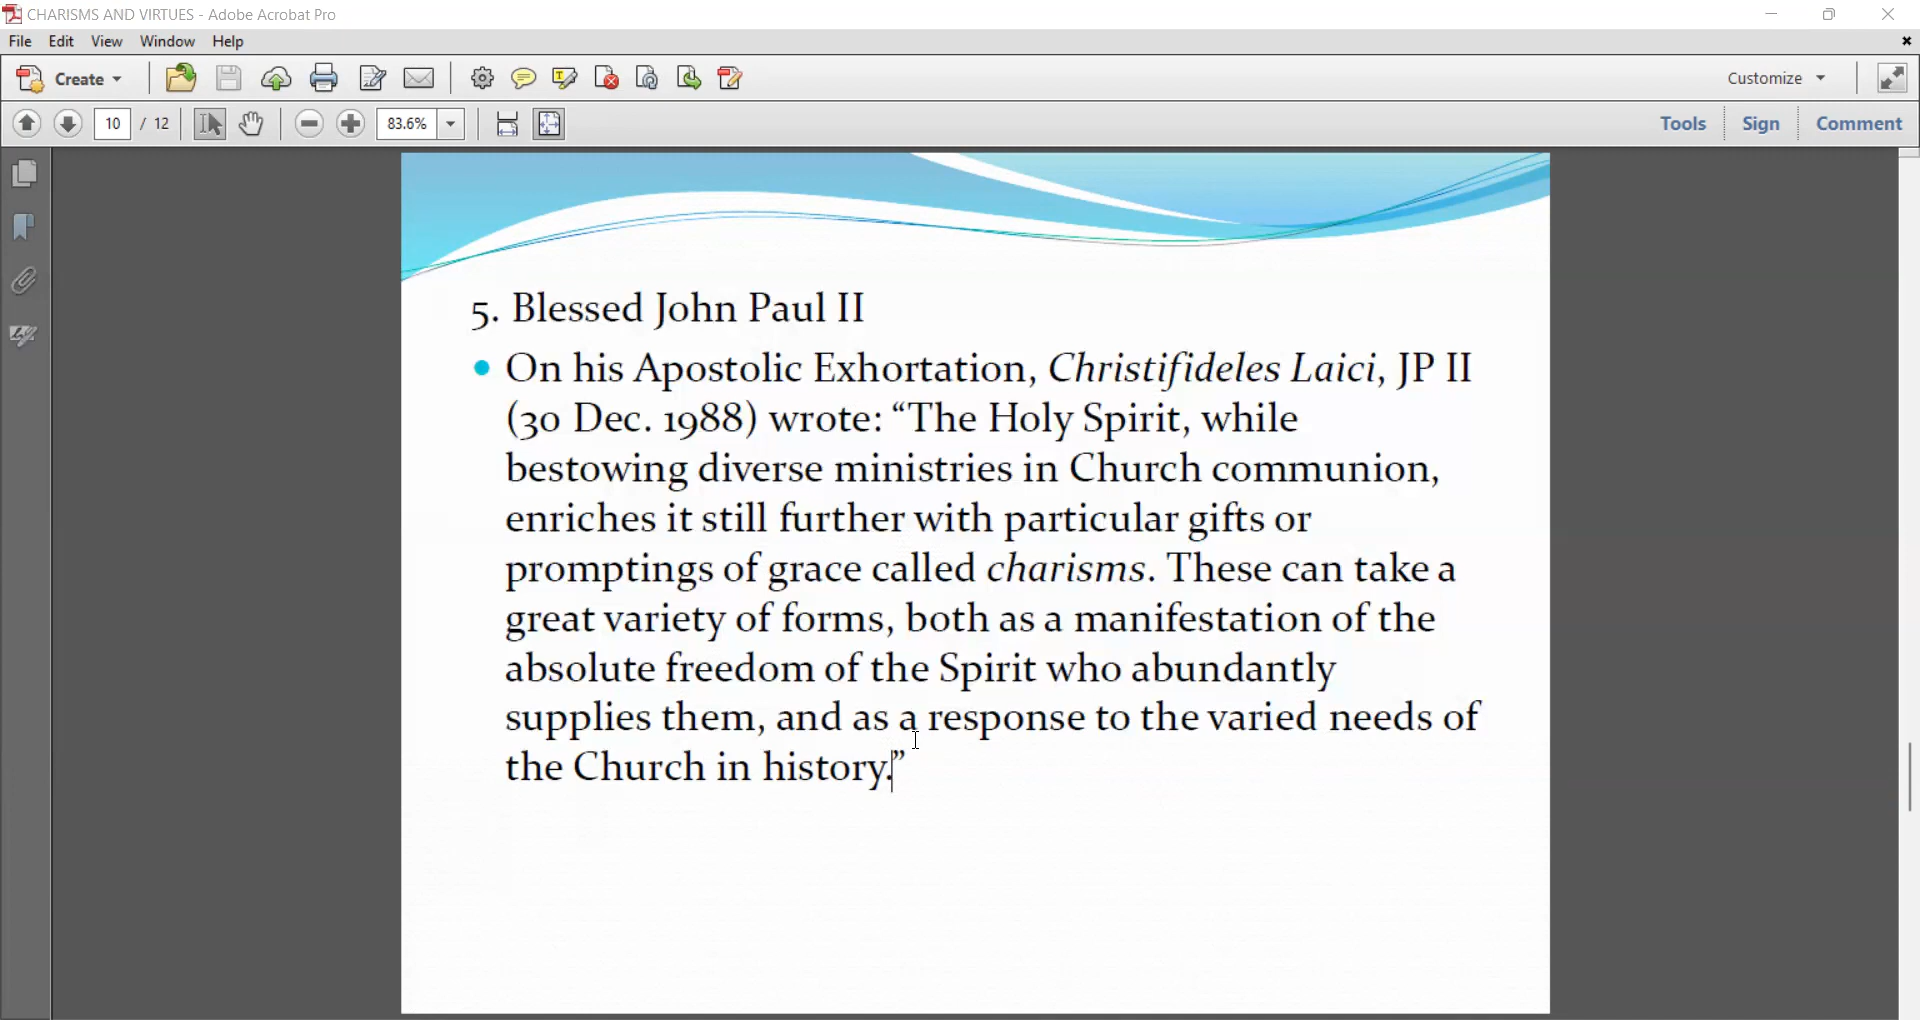 CHARISMS AND VIRTUES - Adobe Acrobat Pro
File Edit View Window Help
Create
Customize
10 / 12
83.6%
Tools Sign Comment
5. Blessed John Paul II
On his Apostolic Exhortation, Christifideles Laici, JP II
(30 Dec. 1988) wrote: “The Holy Spirit, while
bestowing diverse ministries in Church communion,
enriches it still further with particular gifts or
promptings of grace called charisms. These can take a
great variety of forms, both as a manifestation of the
absolute freedom of the Spirit who abundantly
supplies them, and as a response to the varied needs of
the Church in history.”